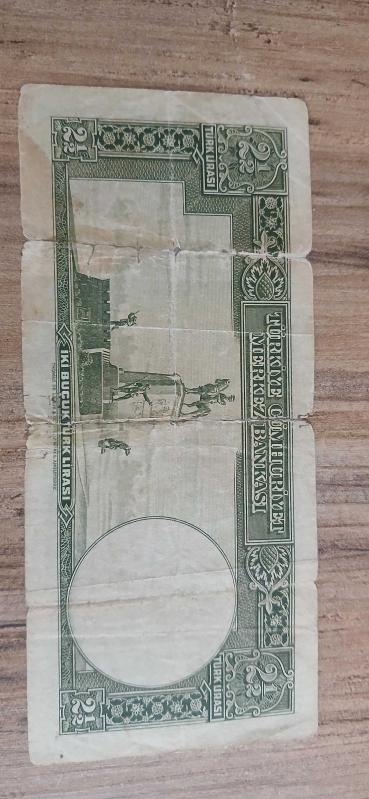 2½ 2½
TÜRKİYE CÜMHURİYET
MERKEZ BANKASI
TÜRK LİRASI TÜRK LİRASI
2½ İKİ BUÇUK TÜRK LİRASI 2½